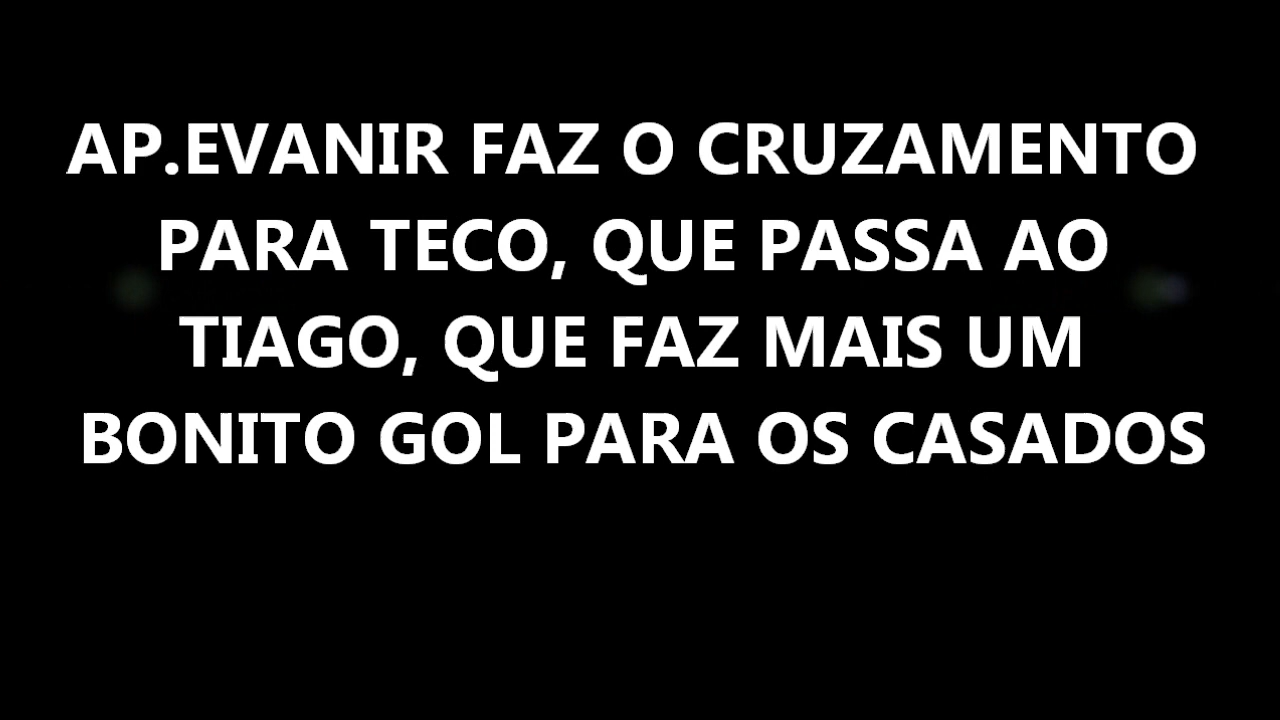 AP.EVANIR FAZ O CRUZAMENTO
PARA TECO, QUE PASSA AO
TIAGO, QUE FAZ MAIS UM
BONITO GOL PARA OS CASADOS